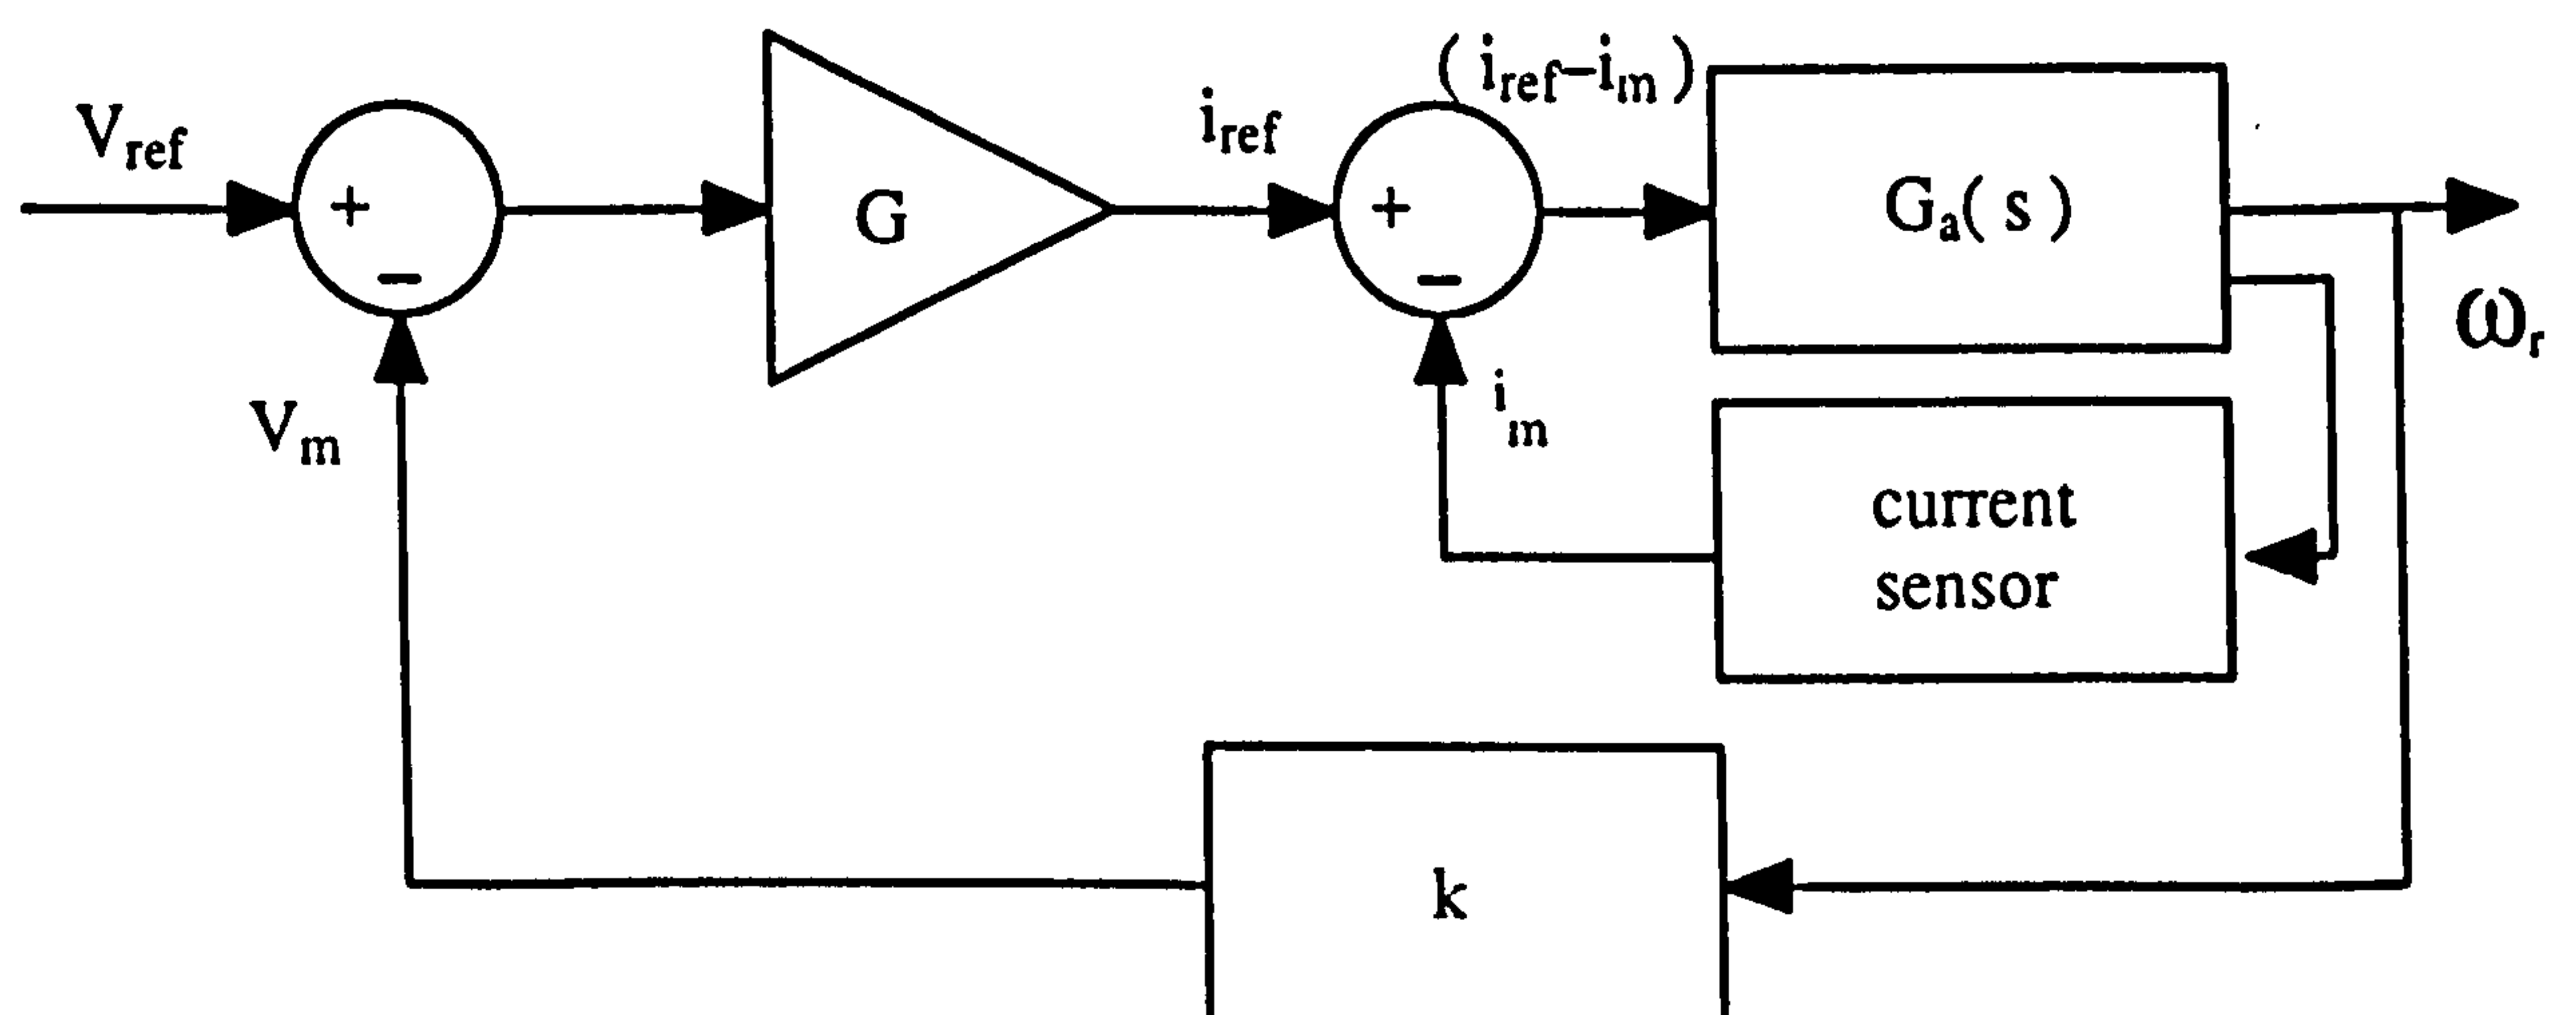 V_ref
+
−
G
i_ref
(i_ref−i_m)
+
−
G_a(s)
ω_r
V_m
i_m
current
sensor
k